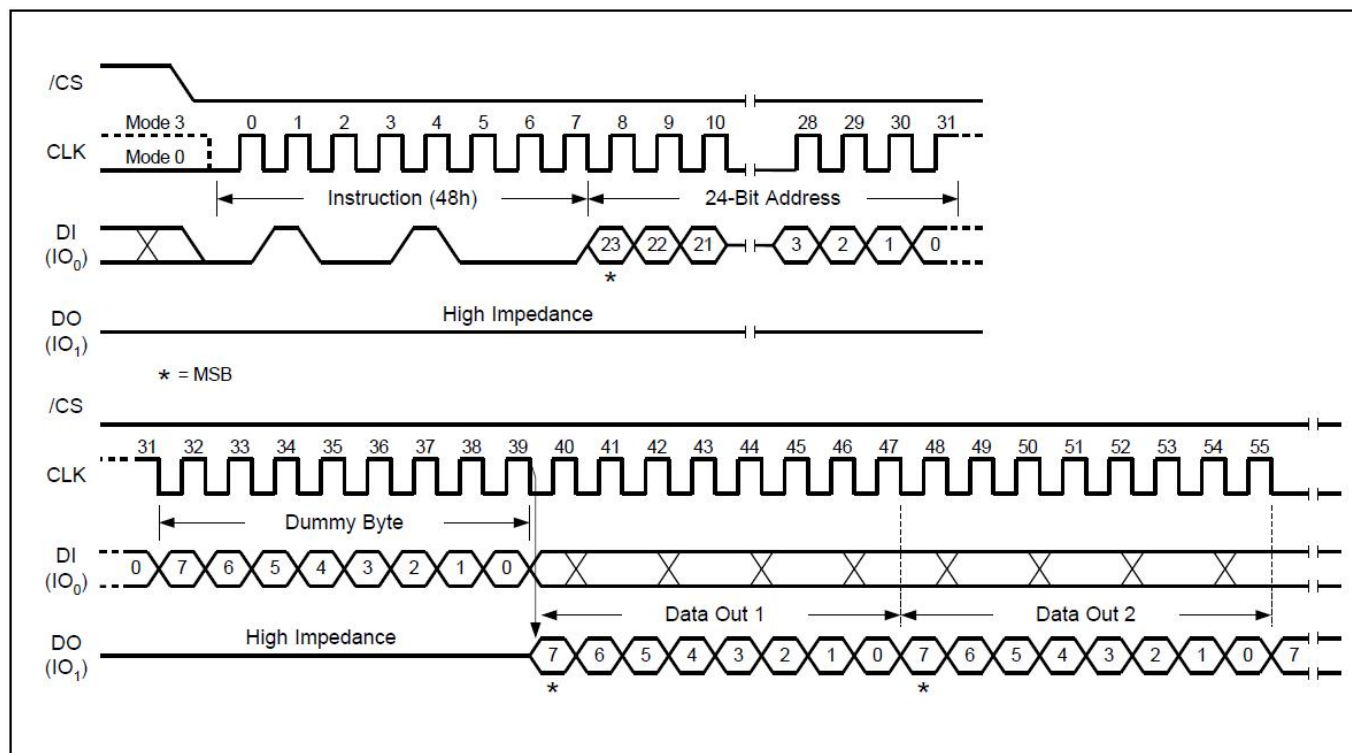 /CS
Mode 3 0 1 2 3 4 5 6 7 8 9 10 28 29 30 31
CLK
Mode 0
Instruction (48h) 24-Bit Address
DI
(IO₀)
23 22 21 3 2 1 0
*
DO
(IO₁)
High Impedance
* = MSB
/CS
31 32 33 34 35 36 37 38 39 40 41 42 43 44 45 46 47 48 49 50 51 52 53 54 55
CLK
Dummy Byte
DI
(IO₀)
0 7 6 5 4 3 2 1 0
Data Out 1 Data Out 2
DO
(IO₁)
High Impedance
7 6 5 4 3 2 1 0 7 6 5 4 3 2 1 0 7
* *